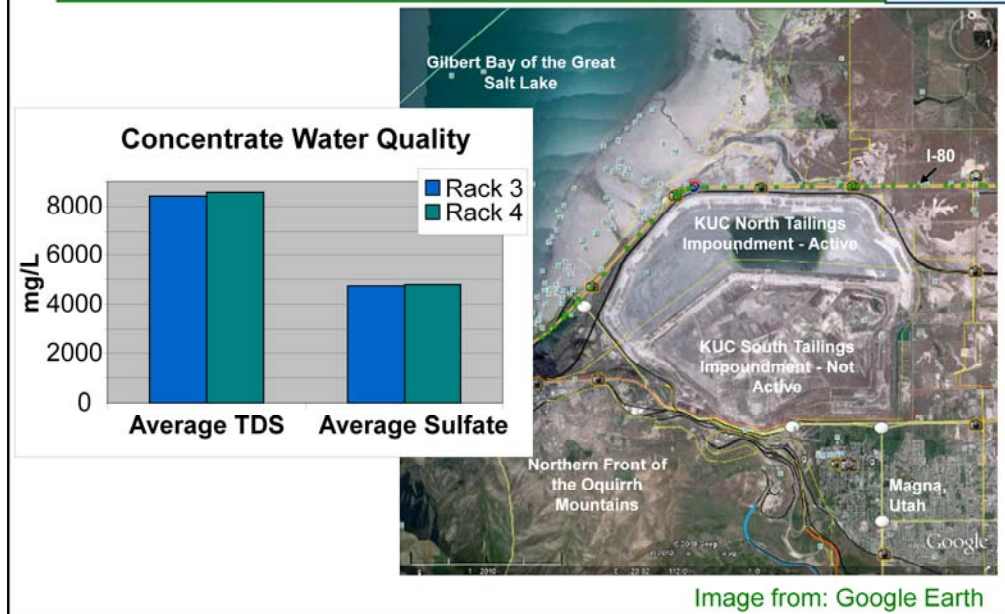 Gilbert Bay of the Great
Salt Lake
Concentrate Water Quality
Rack 3
Rack 4
mg/L
8000
6000
4000
2000
0
Average TDS
Average Sulfate
I-80
KUC North Tailings
Impoundment - Active
KUC South Tailings
Impoundment - Not
Active
Northern Front of
the Oquirrh
Mountains
Magna,
Utah
Google
Image from: Google Earth